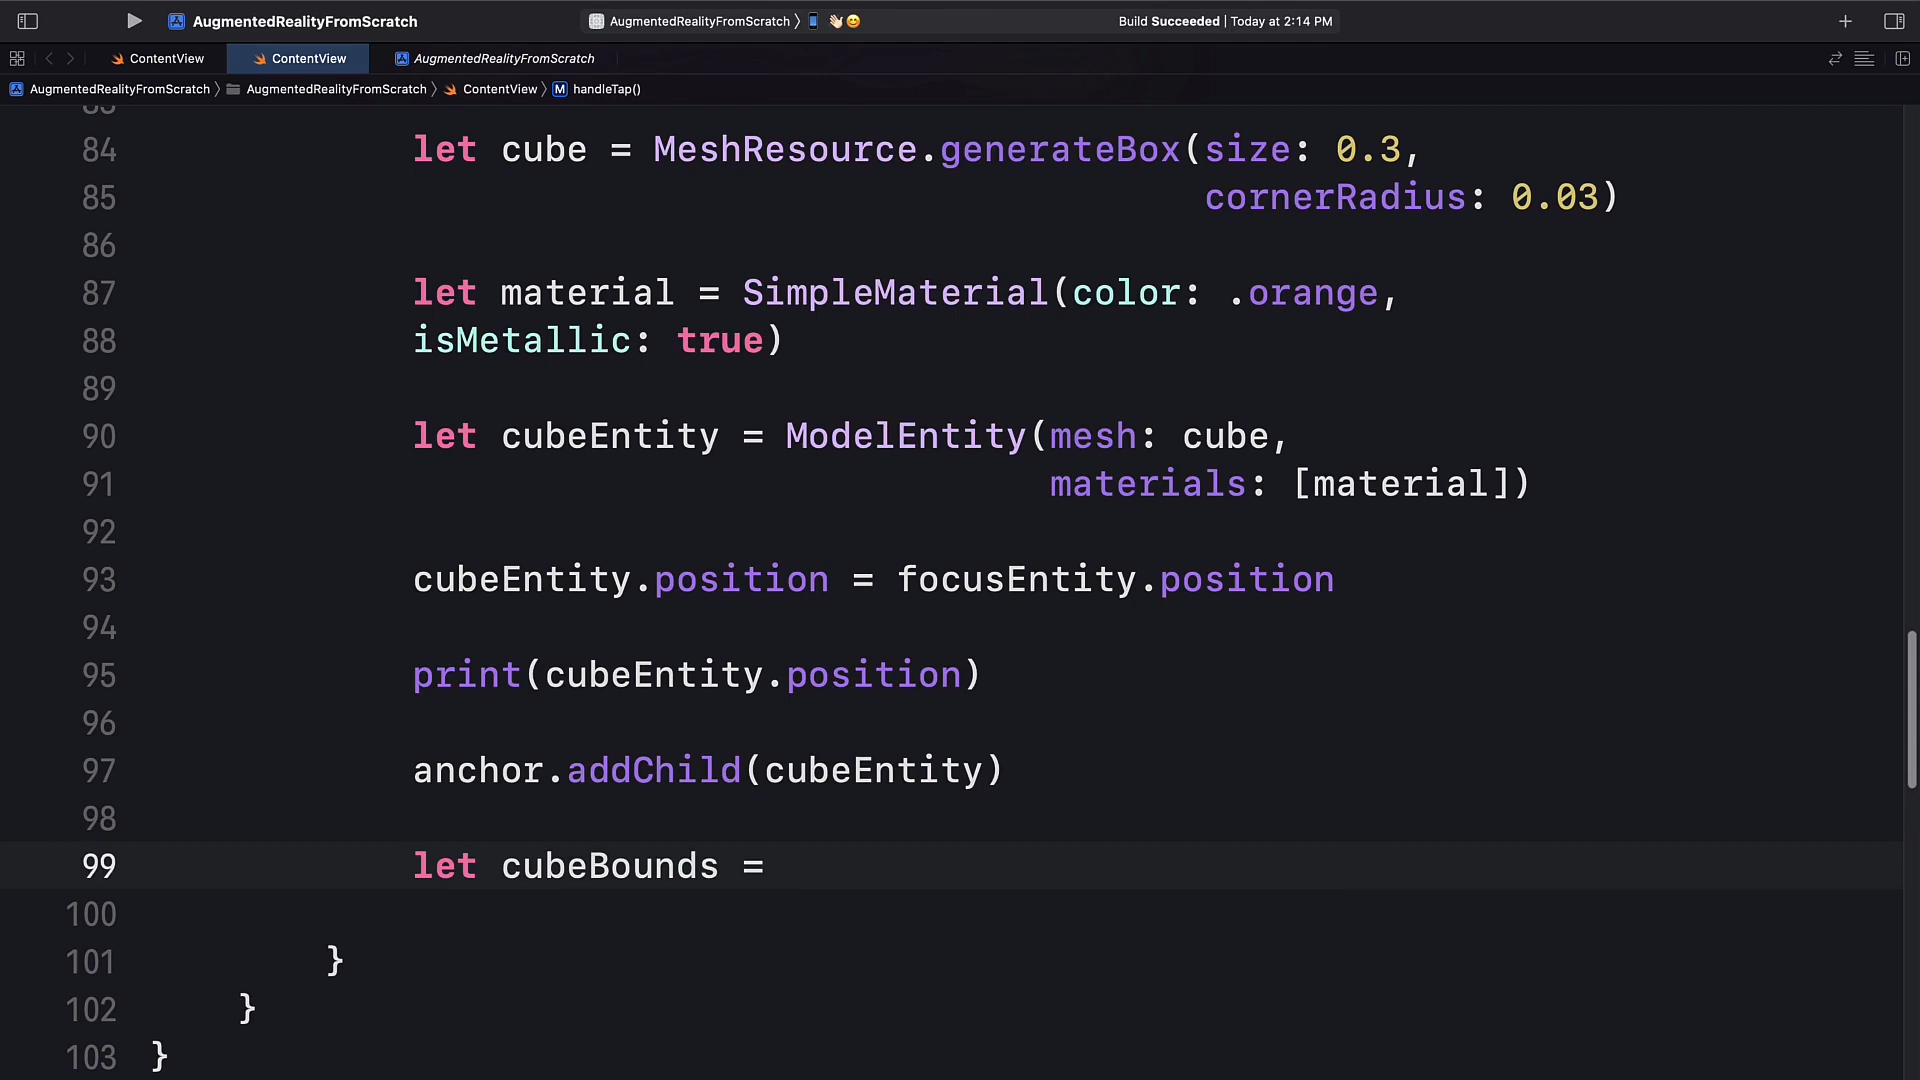 AugmentedRealityFromScratch
AugmentedRealityFromScratch 〉 👋🏻😊
Build Succeeded | Today at 2:14 PM
ContentView
ContentView
AugmentedRealityFromScratch
AugmentedRealityFromScratch 〉 AugmentedRealityFromScratch 〉 ContentView 〉 M handleTap()
83
84 let cube = MeshResource.generateBox(size: 0.3,
85 cornerRadius: 0.03)
86
87 let material = SimpleMaterial(color: .orange,
88 isMetallic: true)
89
90 let cubeEntity = ModelEntity(mesh: cube,
91 materials: [material])
92
93 cubeEntity.position = focusEntity.position
94
95 print(cubeEntity.position)
96
97 anchor.addChild(cubeEntity)
98
99 let cubeBounds =
100
101 }
102 }
103 }